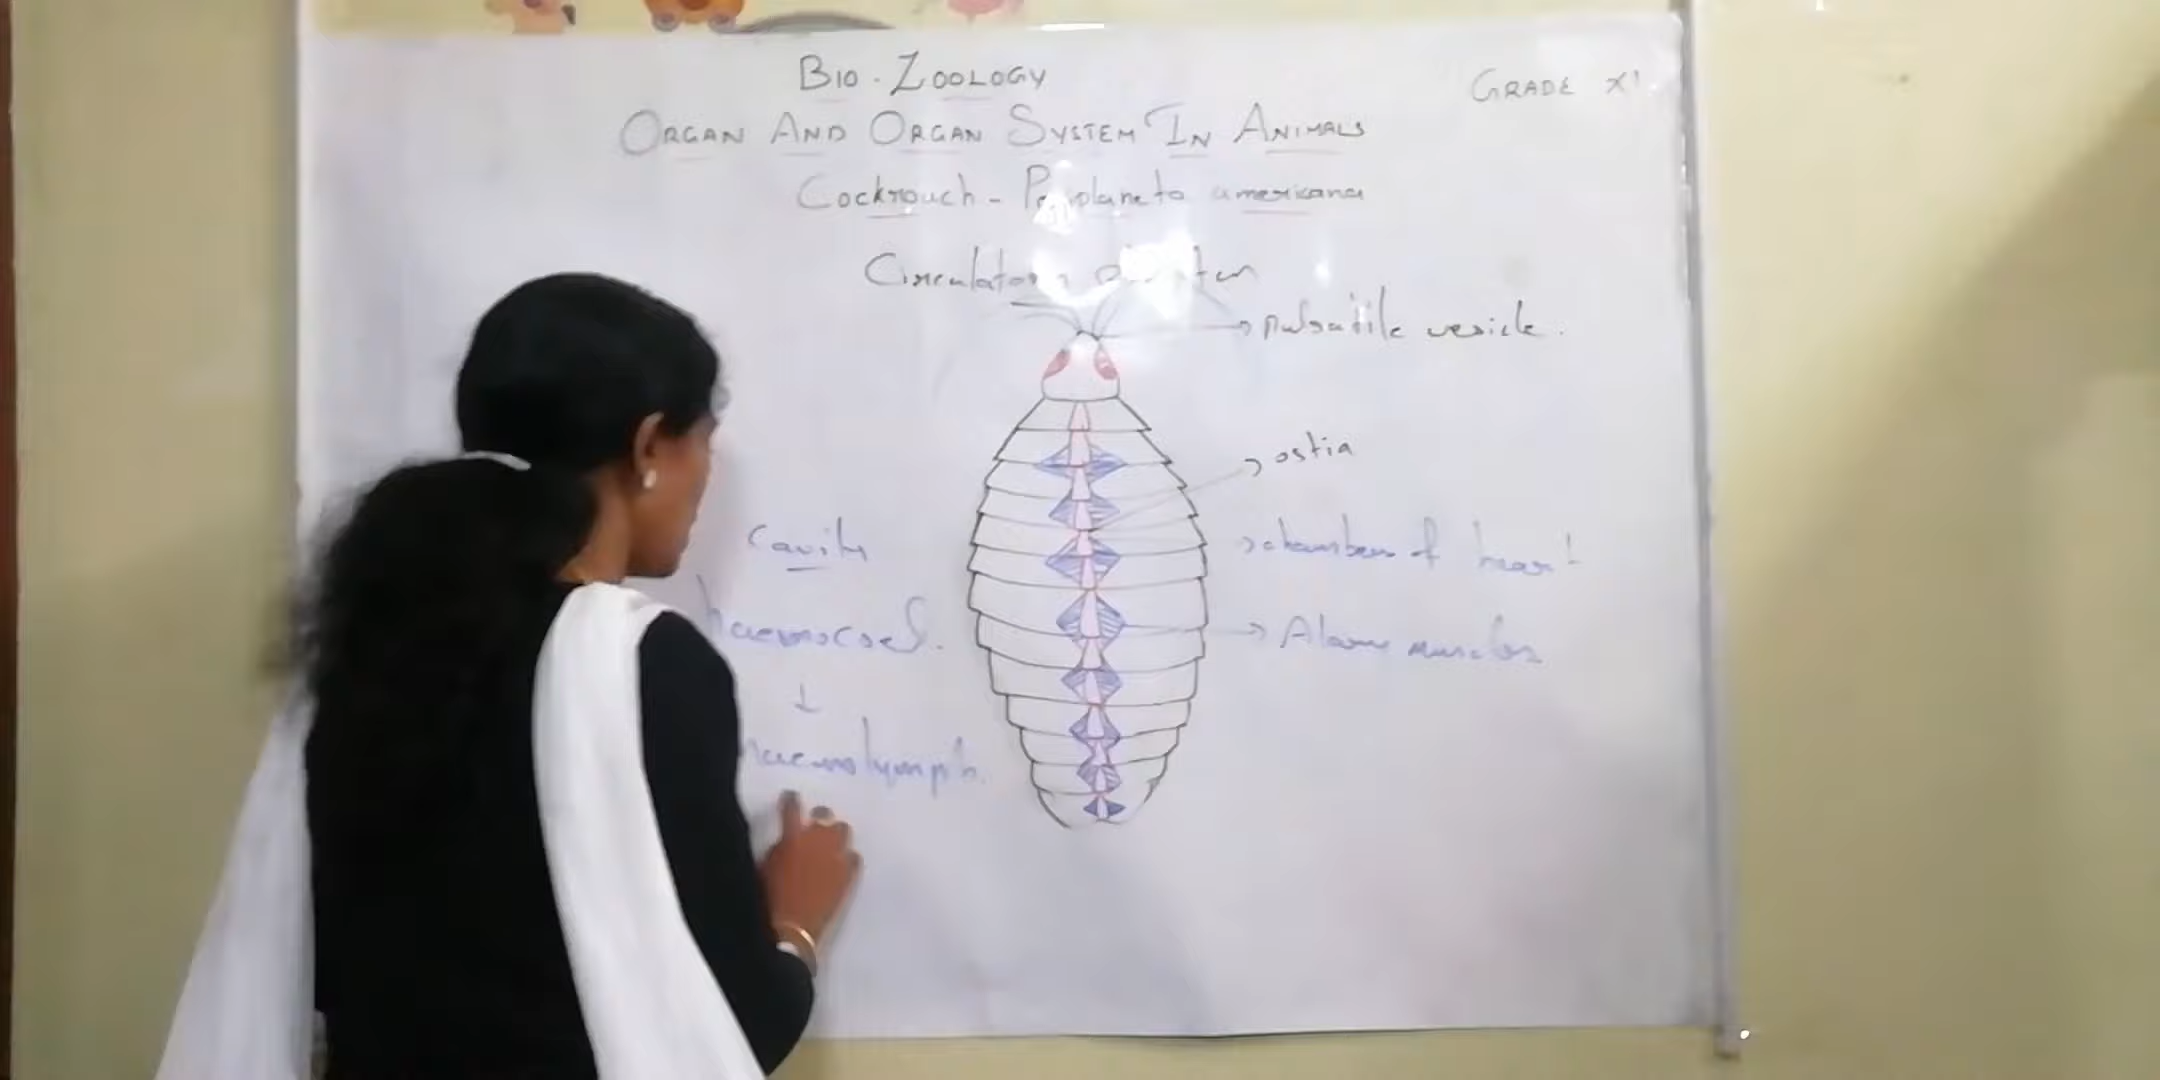 BIO - ZOOLOGY
GRADE XI
ORGAN AND ORGAN SYSTEM IN ANIMALS
Cockrouch - Periplaneta americana
Circulatory system
pulsatile vesicle.
ostia
cavity
chambers of heart
haemocoel.
Alary muscles
haemolymph.